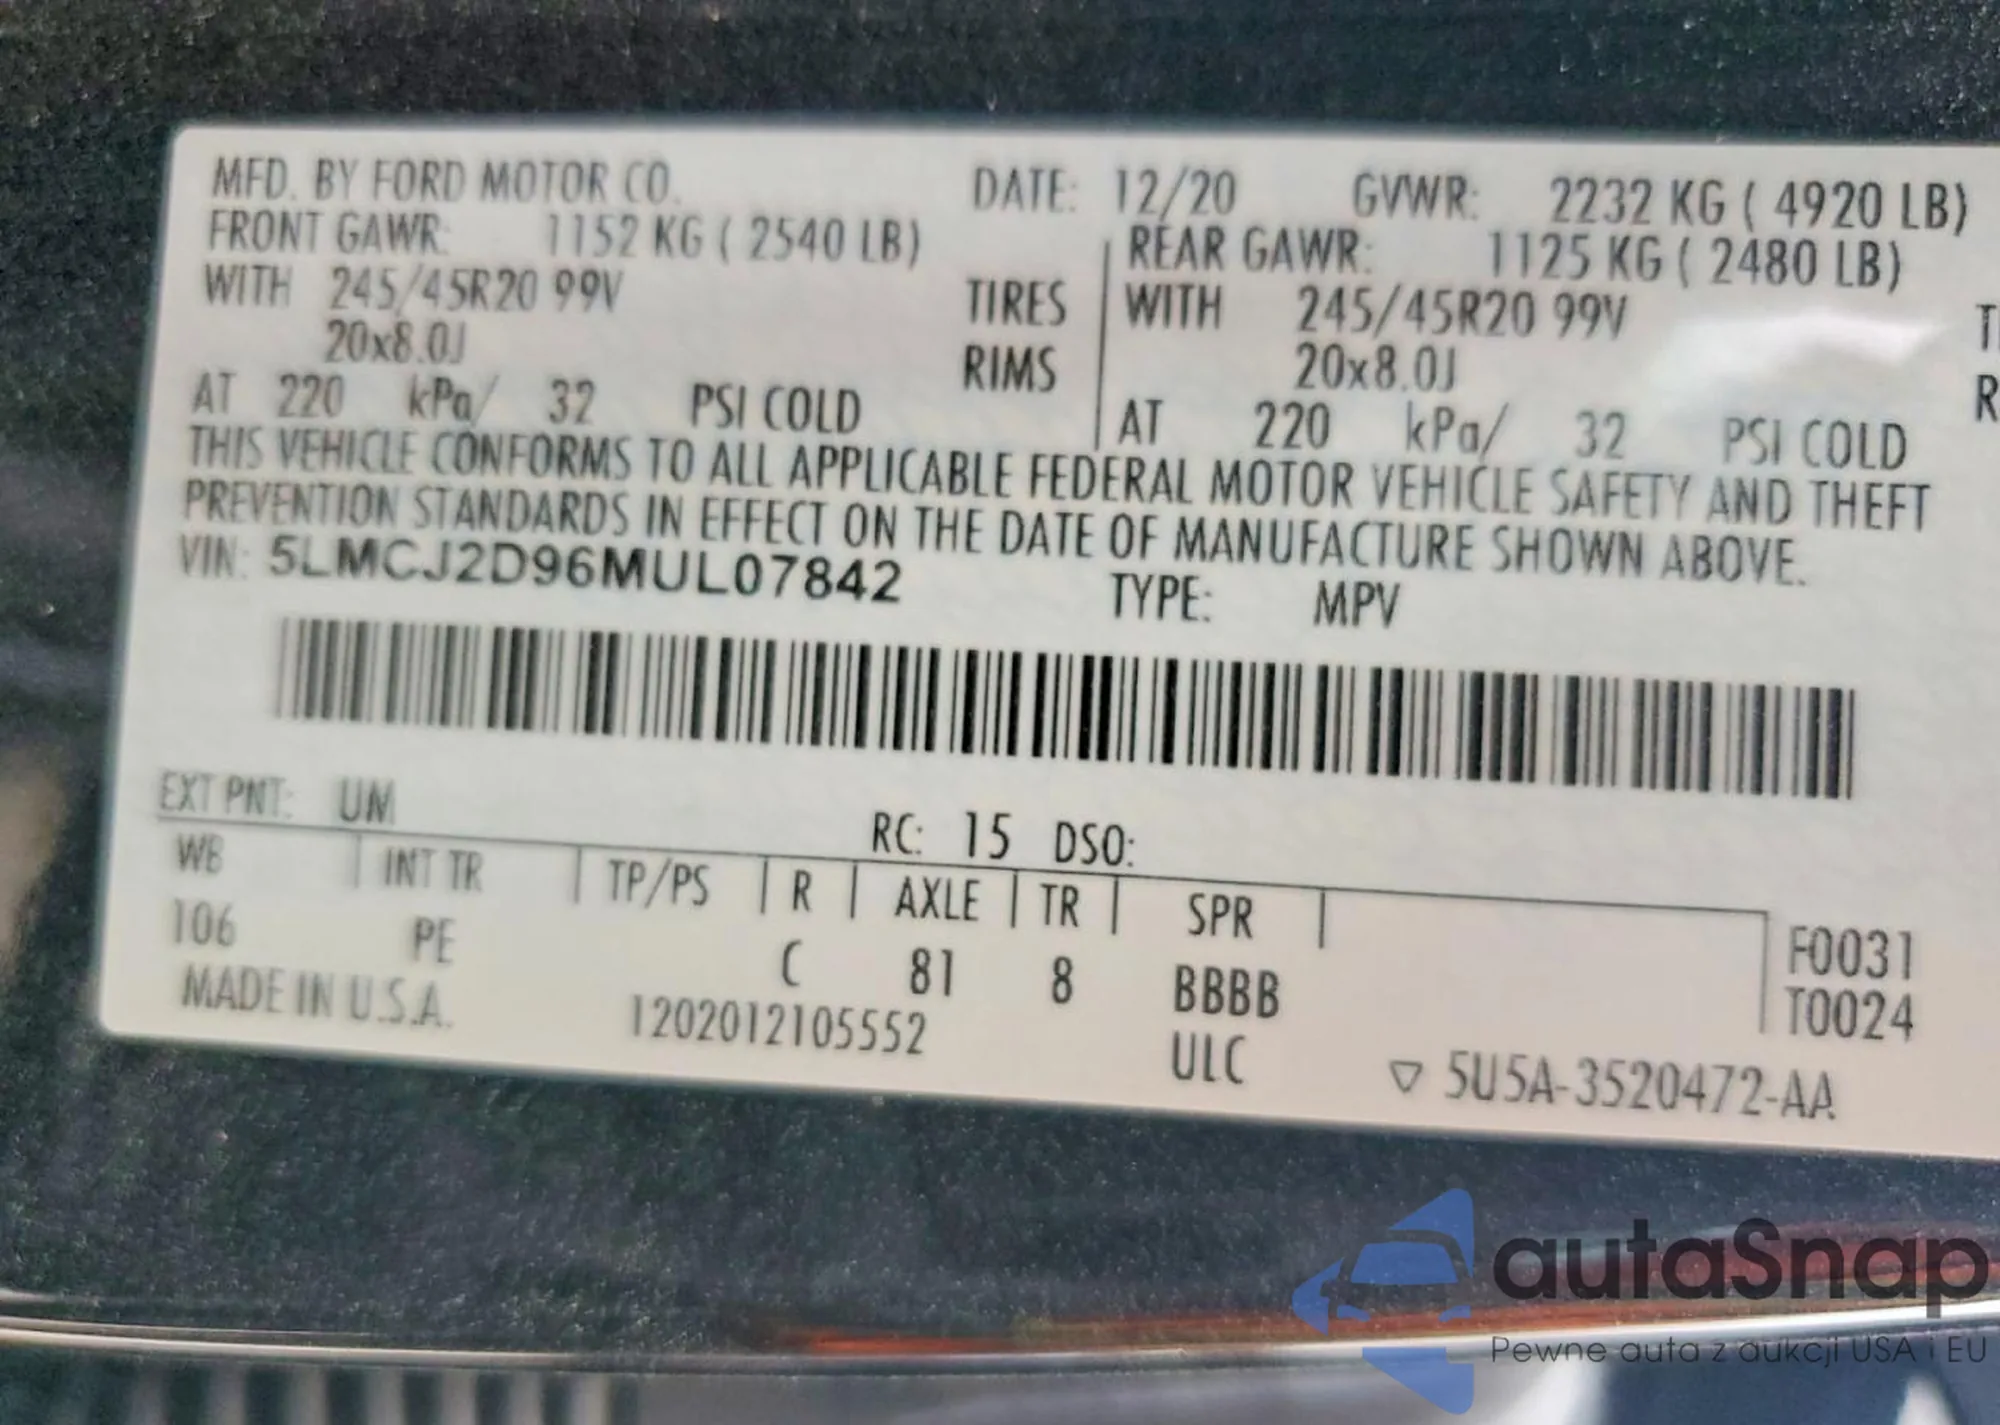 MFD. BY FORD MOTOR CO. DATE: 12/20 GVWR: 2232 KG ( 4920 LB)
FRONT GAWR: 1152 KG ( 2540 LB) REAR GAWR: 1125 KG ( 2480 LB)
WITH 245/45R20 99V TIRES WITH 245/45R20 99V
20x8.0J RIMS 20x8.0J
AT 220 kPa/ 32 PSI COLD AT 220 kPa/ 32 PSI COLD
THIS VEHICLE CONFORMS TO ALL APPLICABLE FEDERAL MOTOR VEHICLE SAFETY AND THEFT
PREVENTION STANDARDS IN EFFECT ON THE DATE OF MANUFACTURE SHOWN ABOVE.
VIN: 5LMCJ2D96MUL07842 TYPE: MPV
EXT PNT: UM RC: 15 DSO:
WB INT TR TP/PS R AXLE TR SPR
106 PE C 81 8 BBBB F0031
T0024
MADE IN U.S.A. 1202012105552 ULC ▽ 5U5A-3520472-AA
autaSnap
Pewne auta z aukcji USA i EU